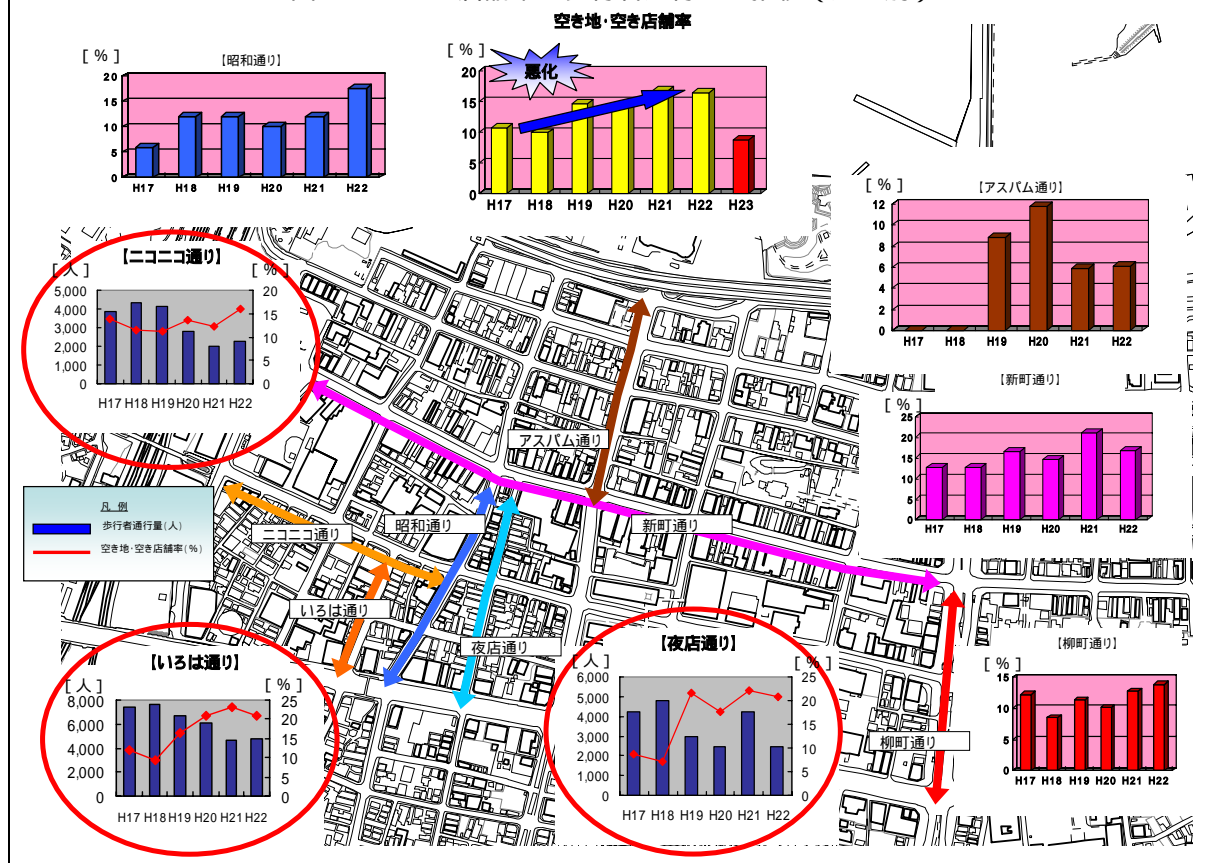 空き地・空き店舗率
[ % ]
【昭和通り】
20
15
10
5
0
H17 H18 H19 H20 H21 H22
[ % ]
悪化
20
15
10
5
0
H17 H18 H19 H20 H21 H22 H23
[ % ]
【アスパム通り】
12
10
8
6
4
2
0
H17 H18 H19 H20 H21 H22
【ニコニコ通り】
[ 人 ]
[ % ]
5,000
4,000
3,000
2,000
1,000
0
20
15
10
5
0
H17 H18 H19 H20 H21 H22
【新町通り】
[ % ]
25
20
15
10
5
0
H17 H18 H19 H20 H21 H22
アスパム通り
凡 例
歩行者通行量(人)
空き地・空き店舗率(%)
ニコニコ通り
昭和通り
新町通り
いろは通り
夜店通り
【いろは通り】
[ 人 ]
[ % ]
8,000
6,000
4,000
2,000
0
25
20
15
10
5
0
H17 H18 H19 H20 H21 H22
【夜店通り】
[ 人 ]
[ % ]
6,000
5,000
4,000
3,000
2,000
1,000
0
25
20
15
10
5
0
H17 H18 H19 H20 H21 H22
柳町通り
【柳町通り】
[ % ]
15
10
5
0
H17 H18 H19 H20 H21 H22